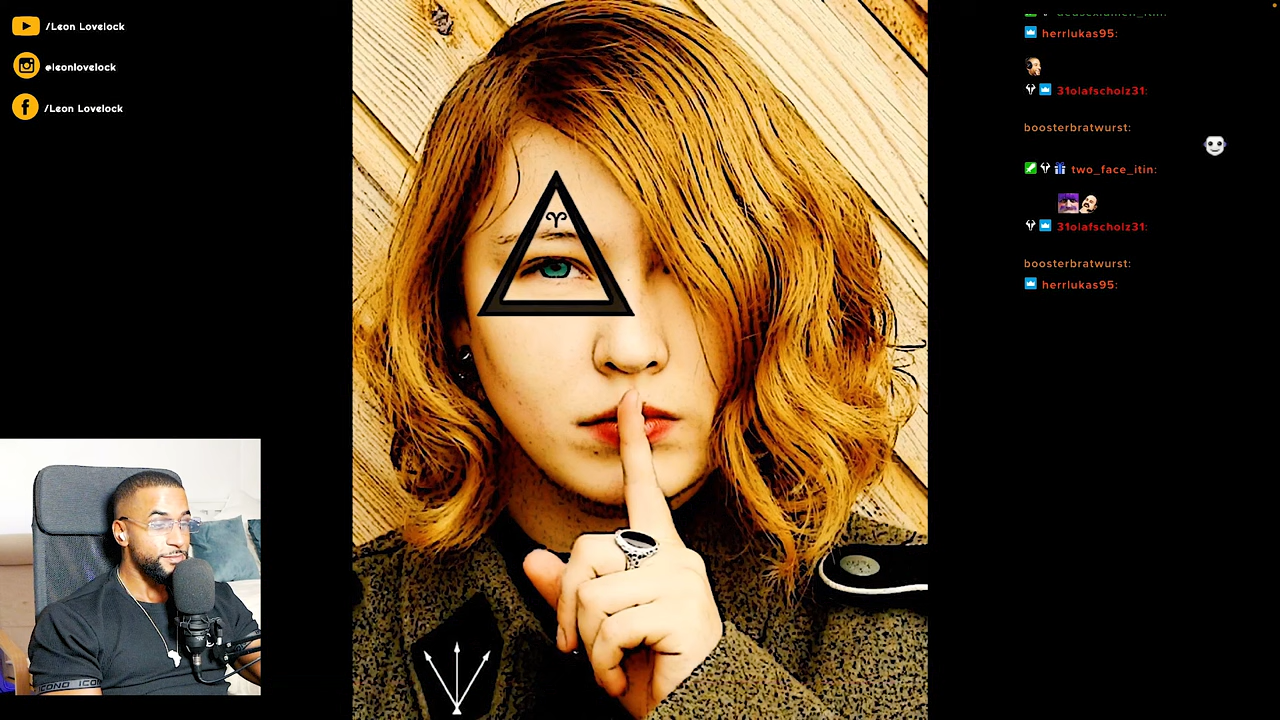 /Leon Lovelock
@leonlovelock
/Leon Lovelock
herrlukas95:
31olafscholz31:
boosterbratwurst:
two_face_itin:
31olafscholz31:
boosterbratwurst:
herrlukas95: